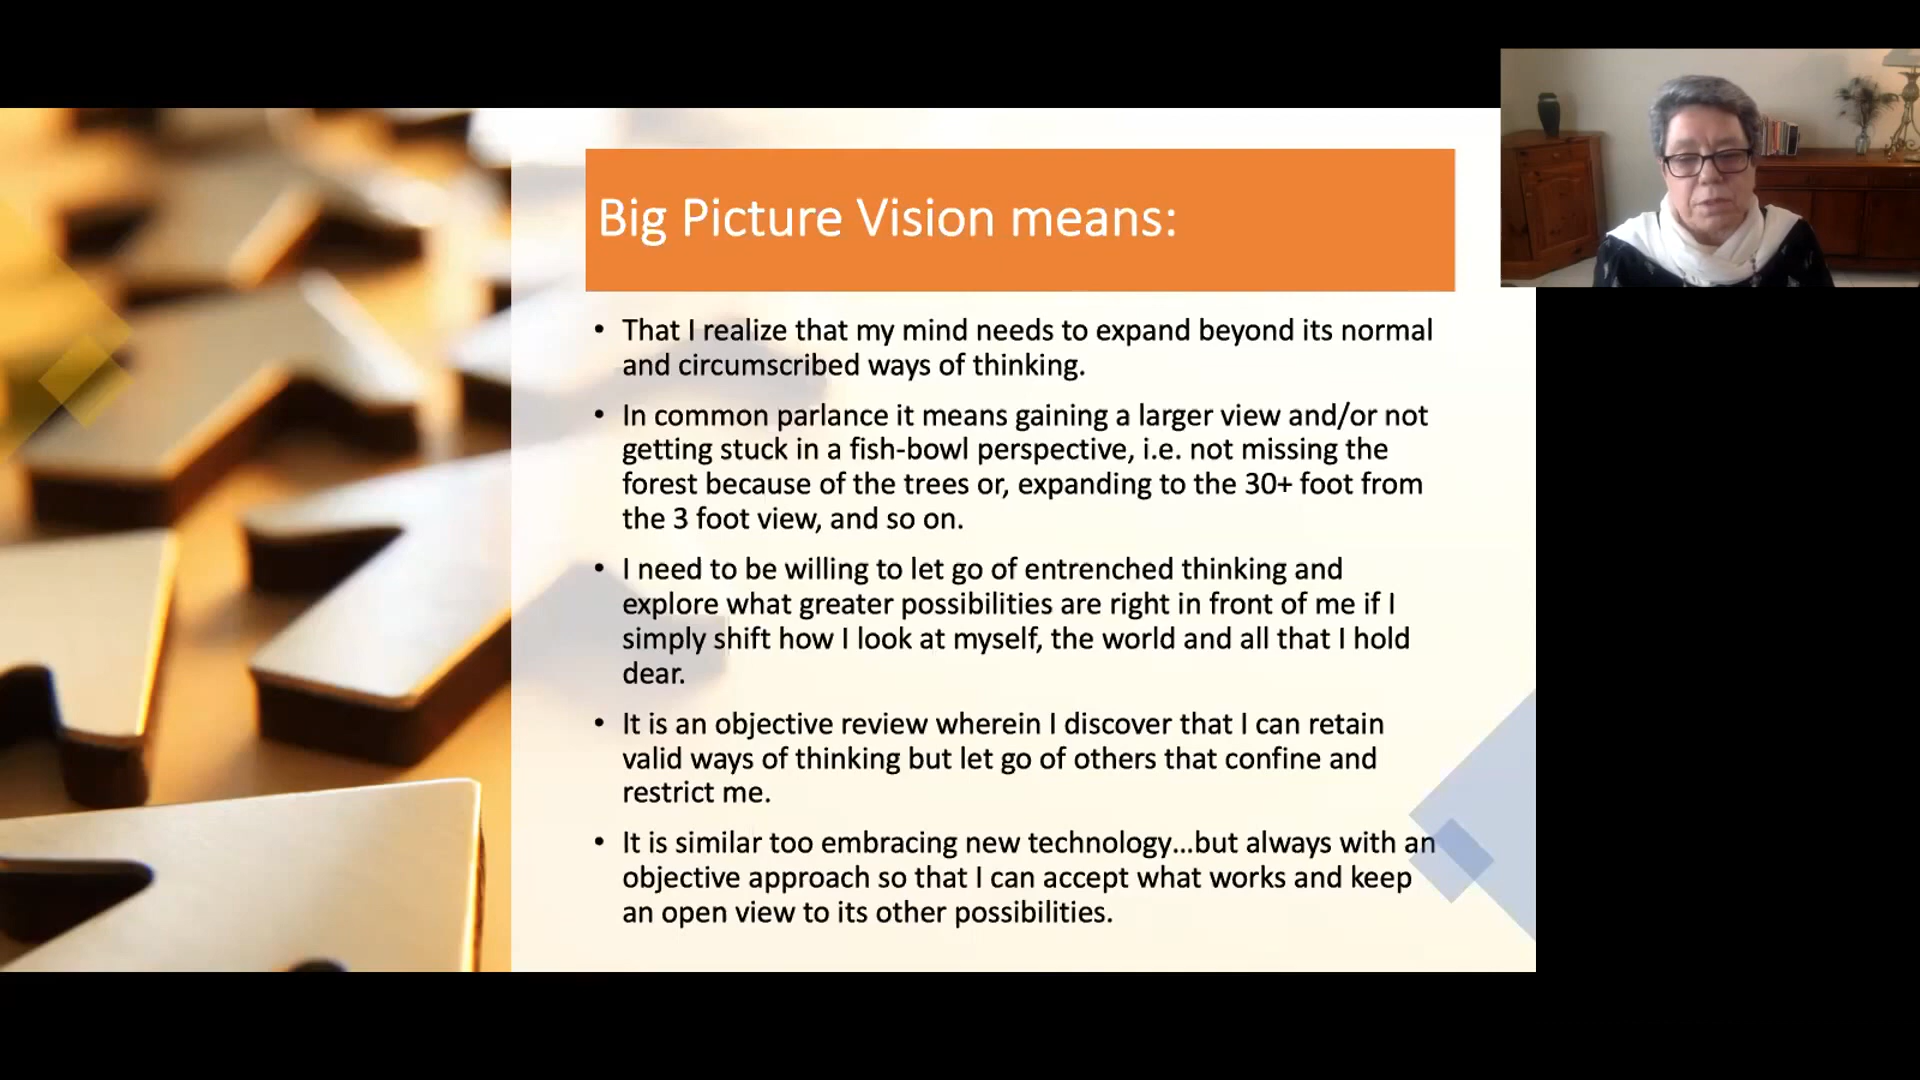 Big Picture Vision means:
• That I realize that my mind needs to expand beyond its normal
and circumscribed ways of thinking.
• In common parlance it means gaining a larger view and/or not
getting stuck in a fish-bowl perspective, i.e. not missing the
forest because of the trees or, expanding to the 30+ foot from
the 3 foot view, and so on.
• I need to be willing to let go of entrenched thinking and
explore what greater possibilities are right in front of me if I
simply shift how I look at myself, the world and all that I hold
dear.
• It is an objective review wherein I discover that I can retain
valid ways of thinking but let go of others that confine and
restrict me.
• It is similar too embracing new technology...but always with an
objective approach so that I can accept what works and keep
an open view to its other possibilities.